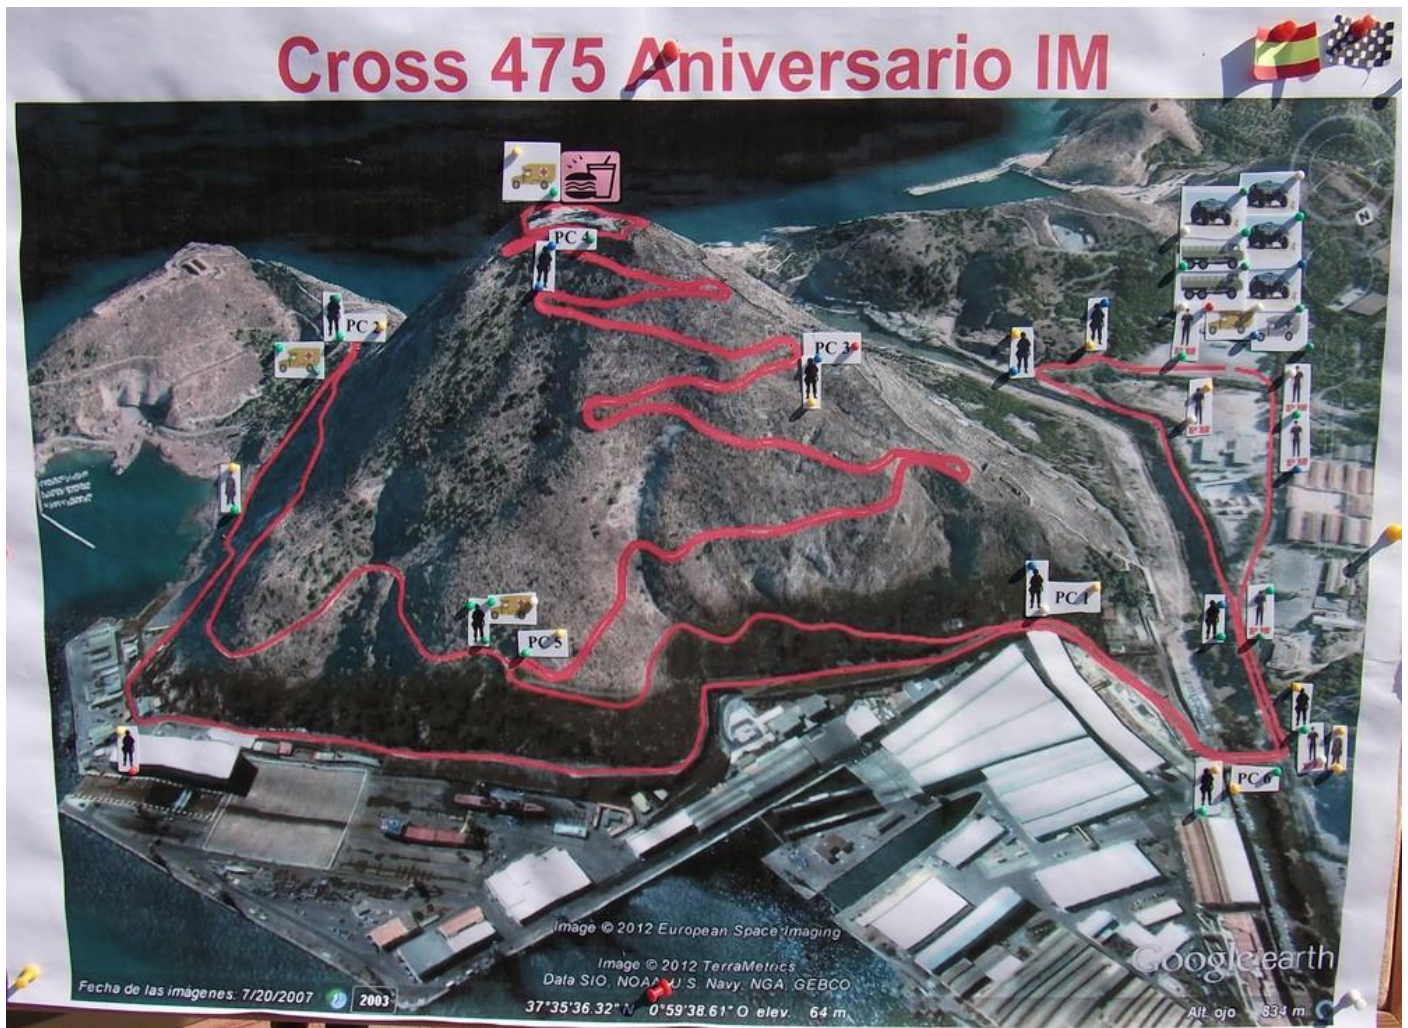 Cross 475 Aniversario IM
PC 4
PC 2
PC 3
PC 1
PC 5
PC 6
Image © 2012 European Space Imaging
Image © 2012 TerraMetrics
Data SIO, NOAA, U.S. Navy, NGA, GEBCO
37°35'36.32" N 0°59'38.61" O elev. 64 m
Google earth
Alt. ojo 834 m
Fecha de las imágenes: 7/20/2007
2003
N